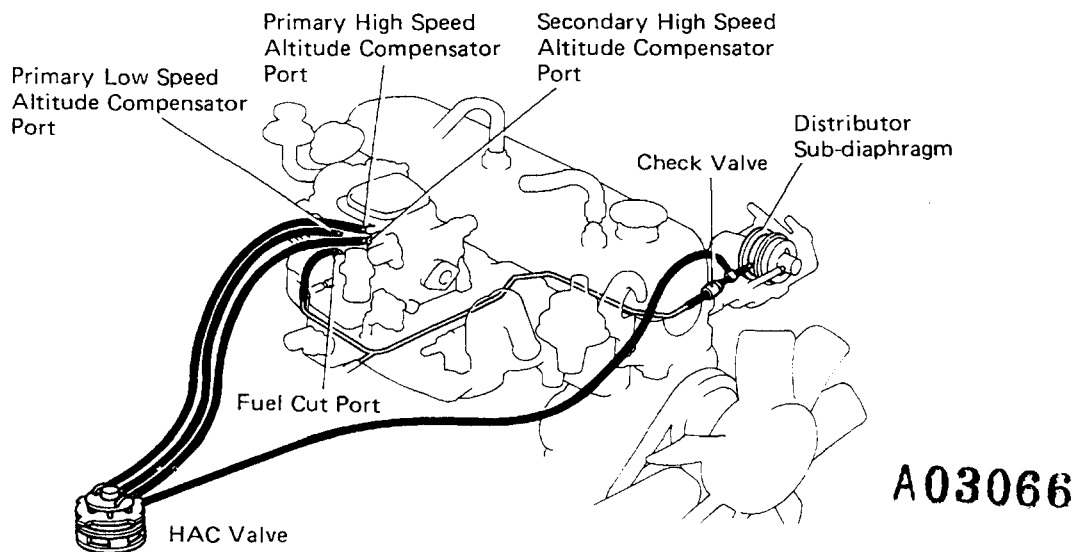 Primary High Speed
Altitude Compensator
Port
Secondary High Speed
Altitude Compensator
Port
Primary Low Speed
Altitude Compensator
Port
Distributor
Sub-diaphragm
Check Valve
Fuel Cut Port
HAC Valve
A03066